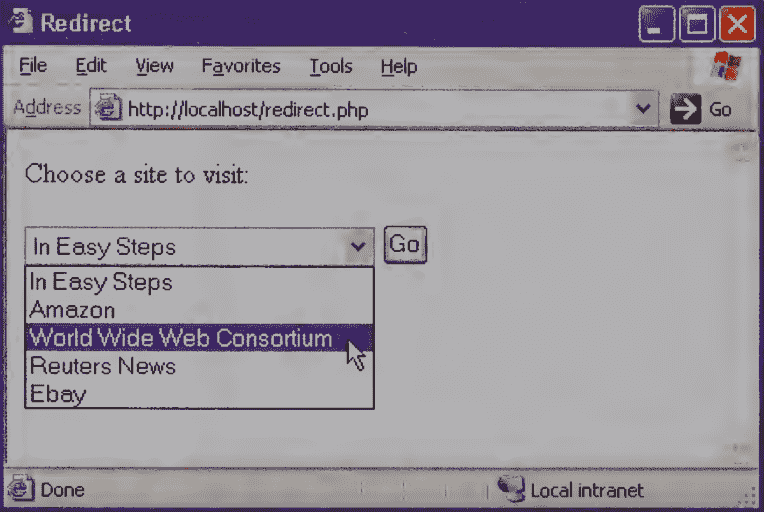 Redirect
File Edit View Favorites Tools Help
Address http://localhost/redirect.php Go
Choose a site to visit:
In Easy Steps Go
In Easy Steps
Amazon
World Wide Web Consortium
Reuters News
Ebay
Done Local intranet